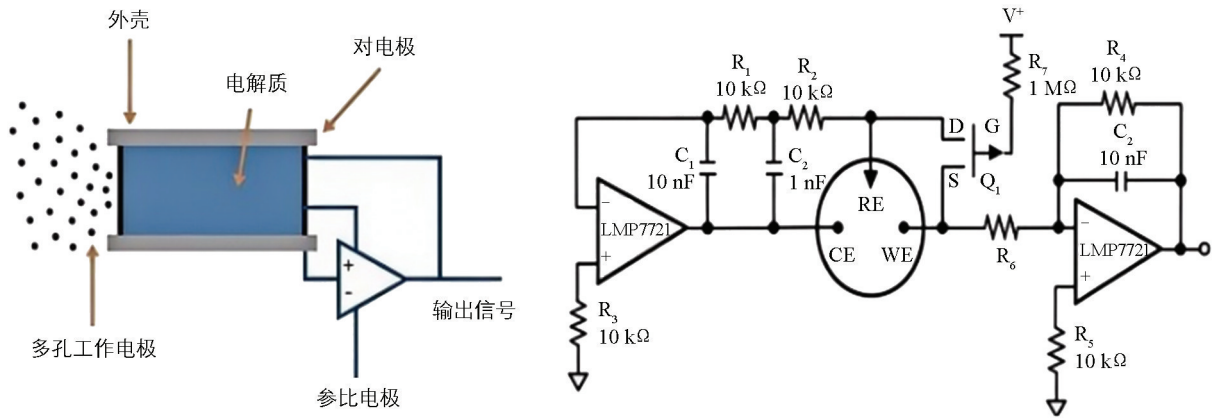 外壳
对电极
电解质
多孔工作电极
输出信号
参比电极
V⁺
R₇
1 MΩ
R₄
10 kΩ
R₁
10 kΩ
R₂
10 kΩ
D
G
S
Q₁
C₁
10 nF
C₂
1 nF
C₂
10 nF
RE
CE
WE
−
LMP7721
+
R₆
−
LMP7721
+
R₃
10 kΩ
R₅
10 kΩ
+
-